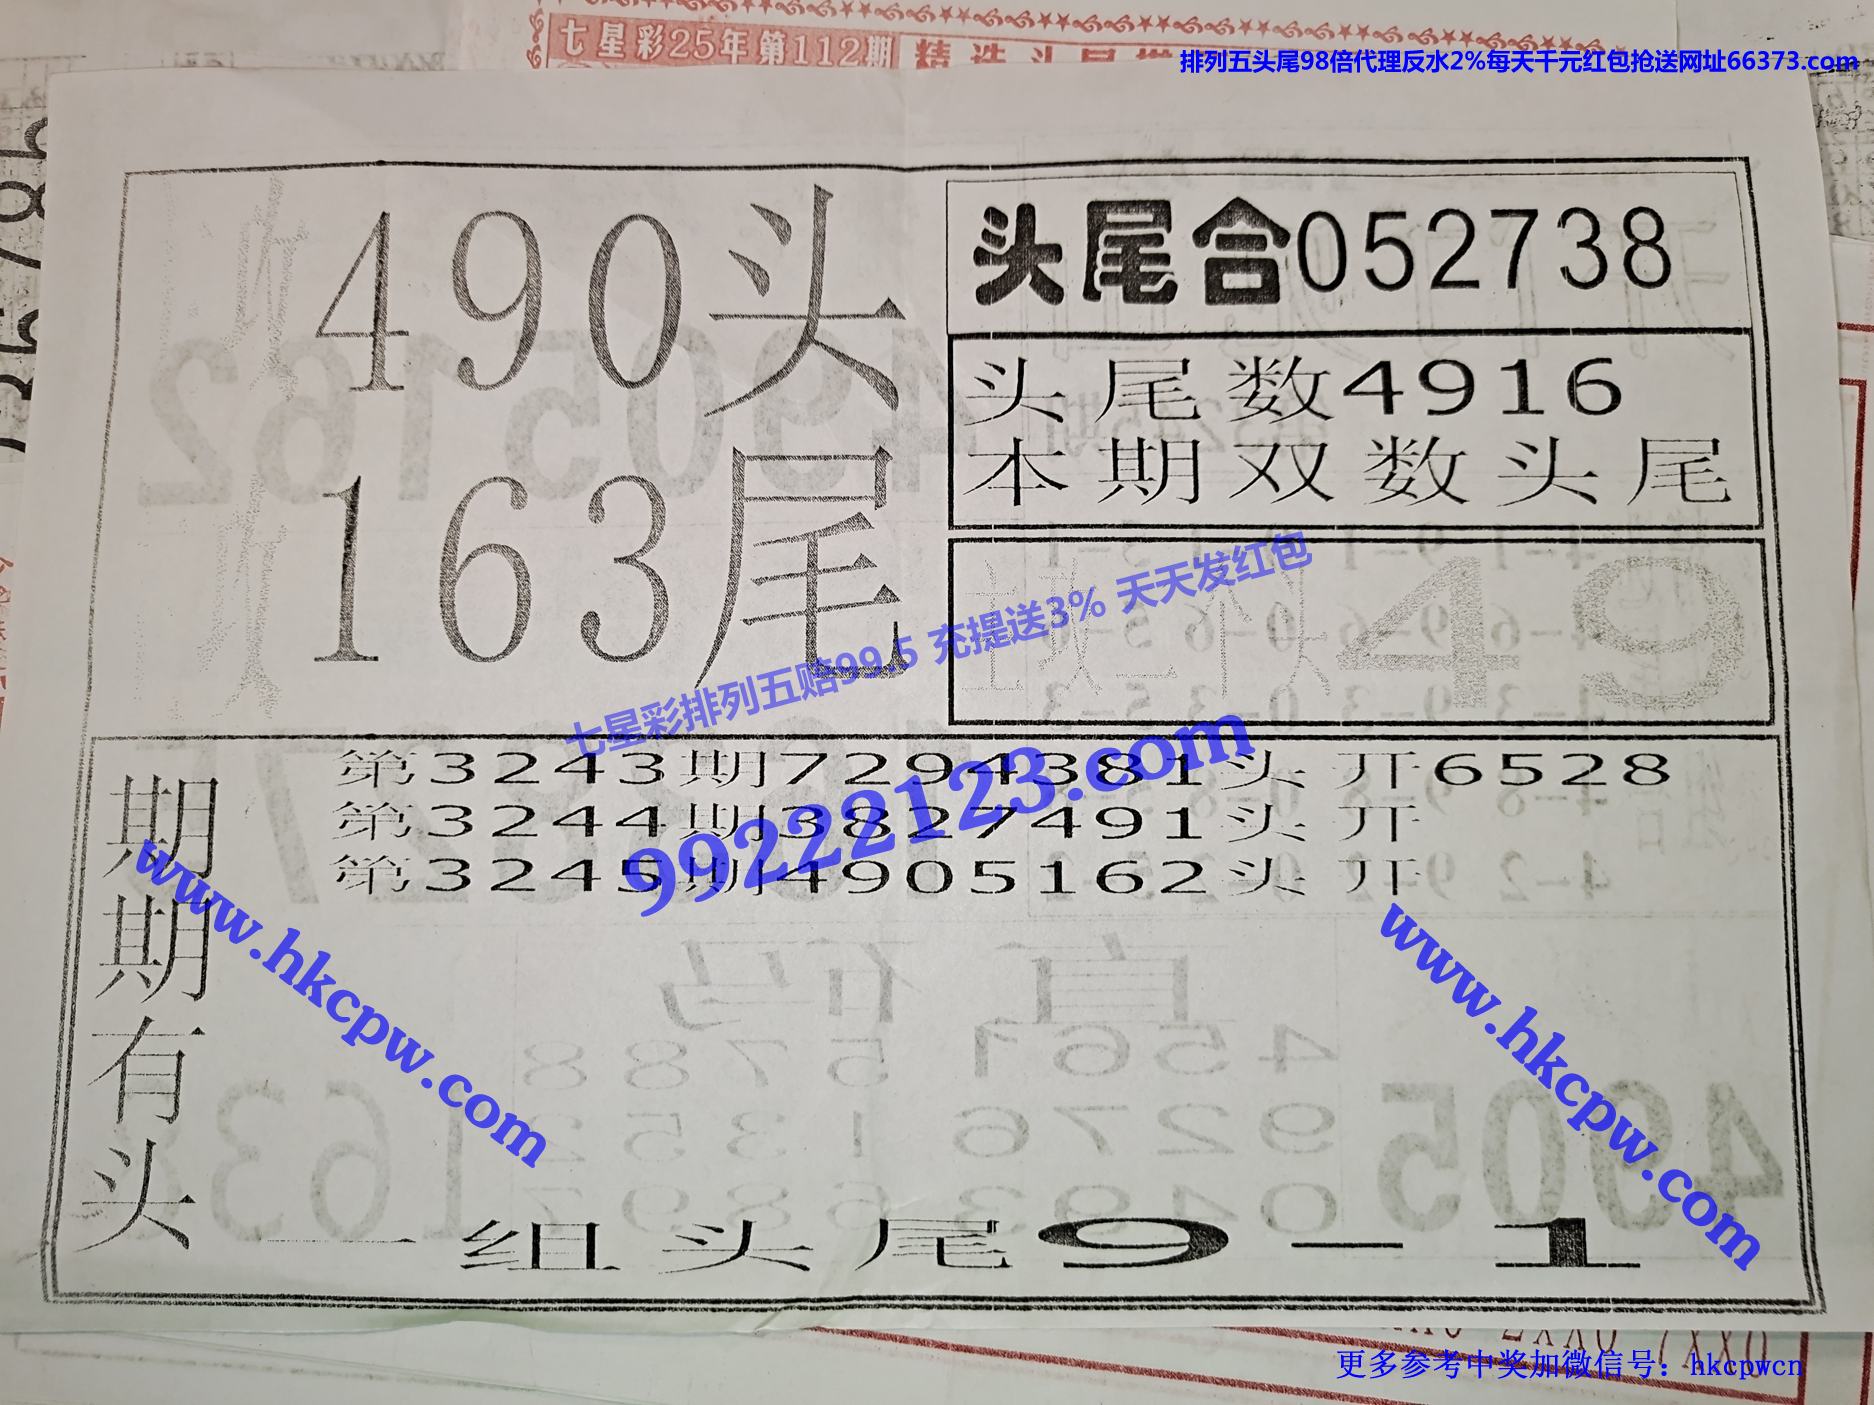 七星彩25年第112期
排列五头尾98倍代理反水2%每天千元红包抢送网址66373.com
490头
163尾
头尾合052738
头尾数4916
本期双数头尾
主攻二个头49
七星彩排列五赔99.5 充提送3% 天天发红包
99222123.com
期期有头
第3243期7294381头开6528
第3244期3827491头开
第3245期4905162头开
www.hkcpw.com
www.hkcpw.com
一组头尾9-1
更多参考中奖加微信号：hkcpwcn